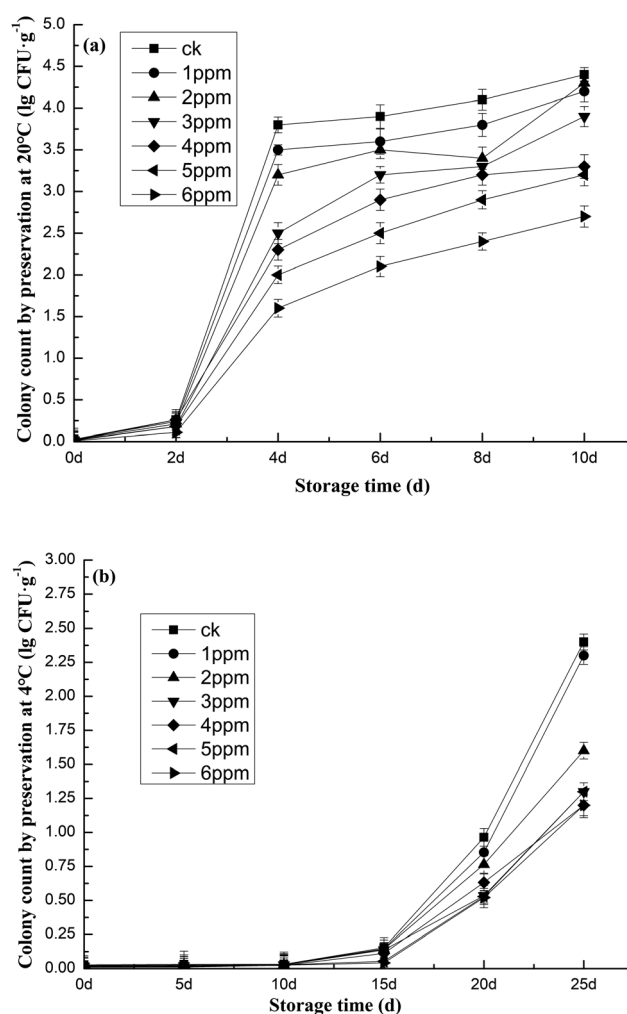 (a)
ck
1ppm
2ppm
3ppm
4ppm
5ppm
6ppm
Colony count by preservation at 20℃ (lg CFU·g⁻¹)
5.0
4.5
4.0
3.5
3.0
2.5
2.0
1.5
1.0
0.5
0.0
0d 2d 4d 6d 8d 10d
Storage time (d)
(b)
ck
1ppm
2ppm
3ppm
4ppm
5ppm
6ppm
Colony count by preservation at 4℃ (lg CFU·g⁻¹)
3.00
2.75
2.50
2.25
2.00
1.75
1.50
1.25
1.00
0.75
0.50
0.25
0.00
0d 5d 10d 15d 20d 25d
Storage time (d)